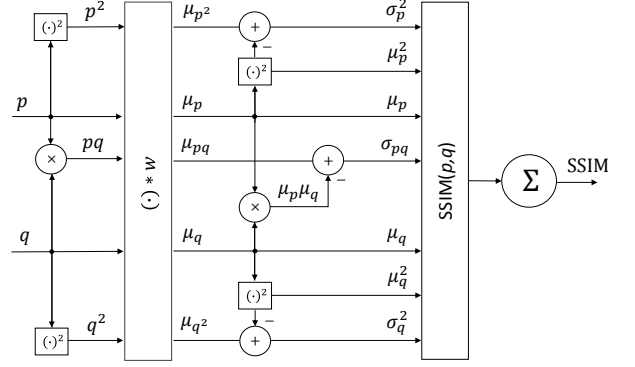 (·)²
p²
μ_{p²}
+
−
σ_p²
(·)²
μ_p²
p
μ_p
μ_p
×
pq
(·) * w
μ_{pq}
+
−
σ_{pq}
SSIM(p,q)
Σ
SSIM
×
μ_pμ_q
q
μ_q
μ_q
(·)²
μ_q²
−
(·)²
q²
μ_{q²}
+
σ_q²